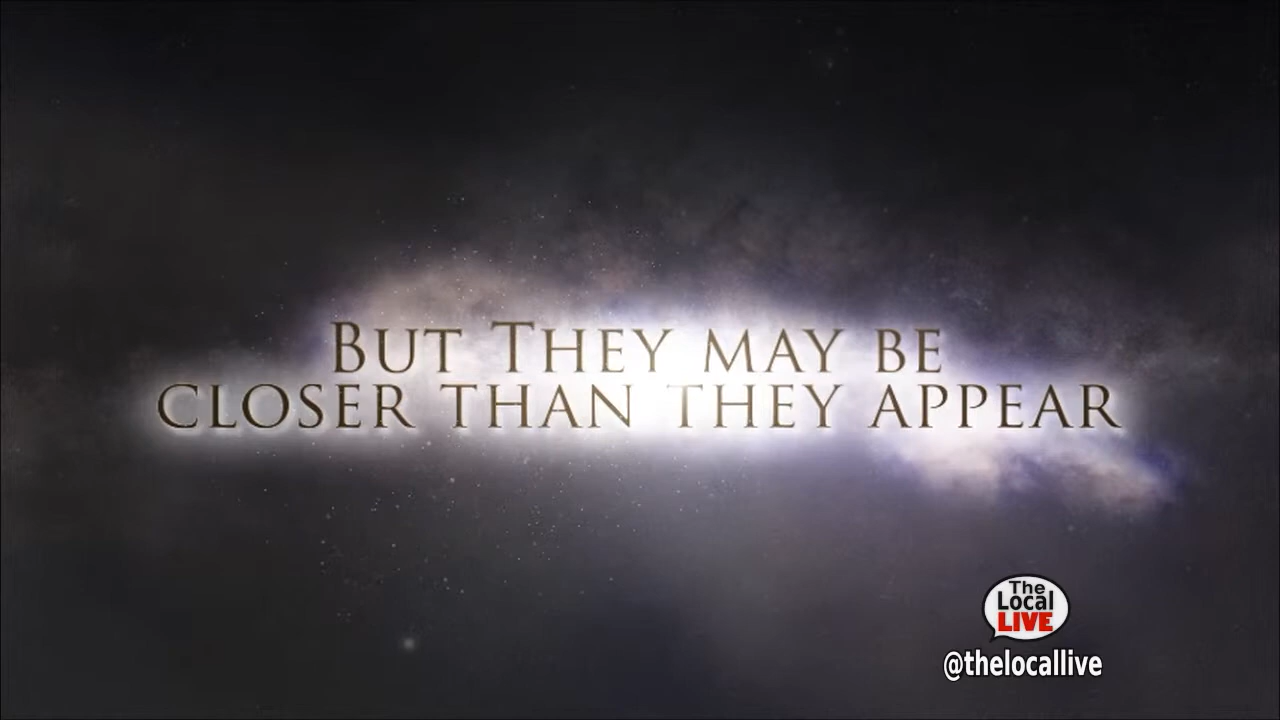 But They may be
closer than they appear
The
Local
LIVE
@thelocallive